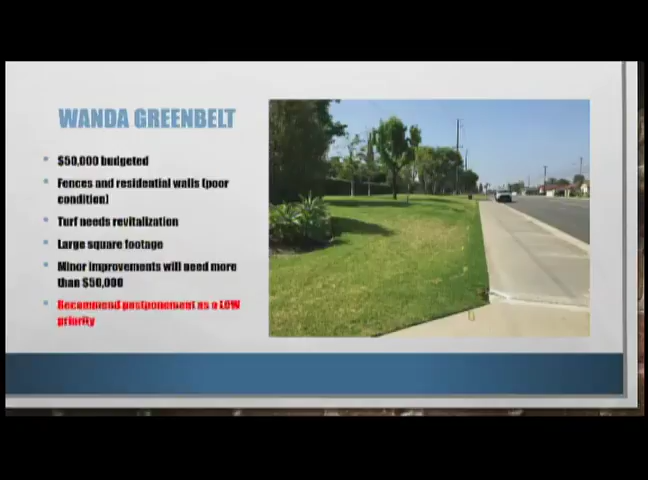 WANDA GREENBELT
$50,000 budgeted
Fences and residential walls (poor
condition)
Turf needs revitalization
Large square footage
Minor improvements will need more
than $50,000
Recommend postponement as a LOW
priority